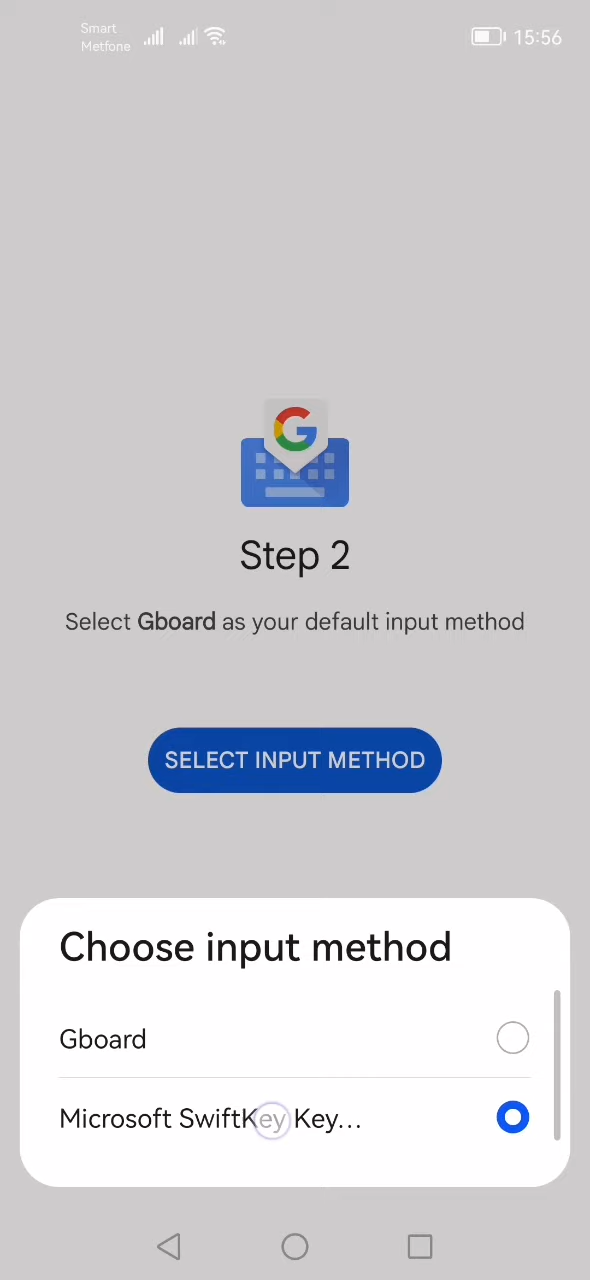 Smart
Metfone
15:56
G
Step 2
Select Gboard as your default input method
SELECT INPUT METHOD
Choose input method
Gboard
Microsoft SwiftKey Key...